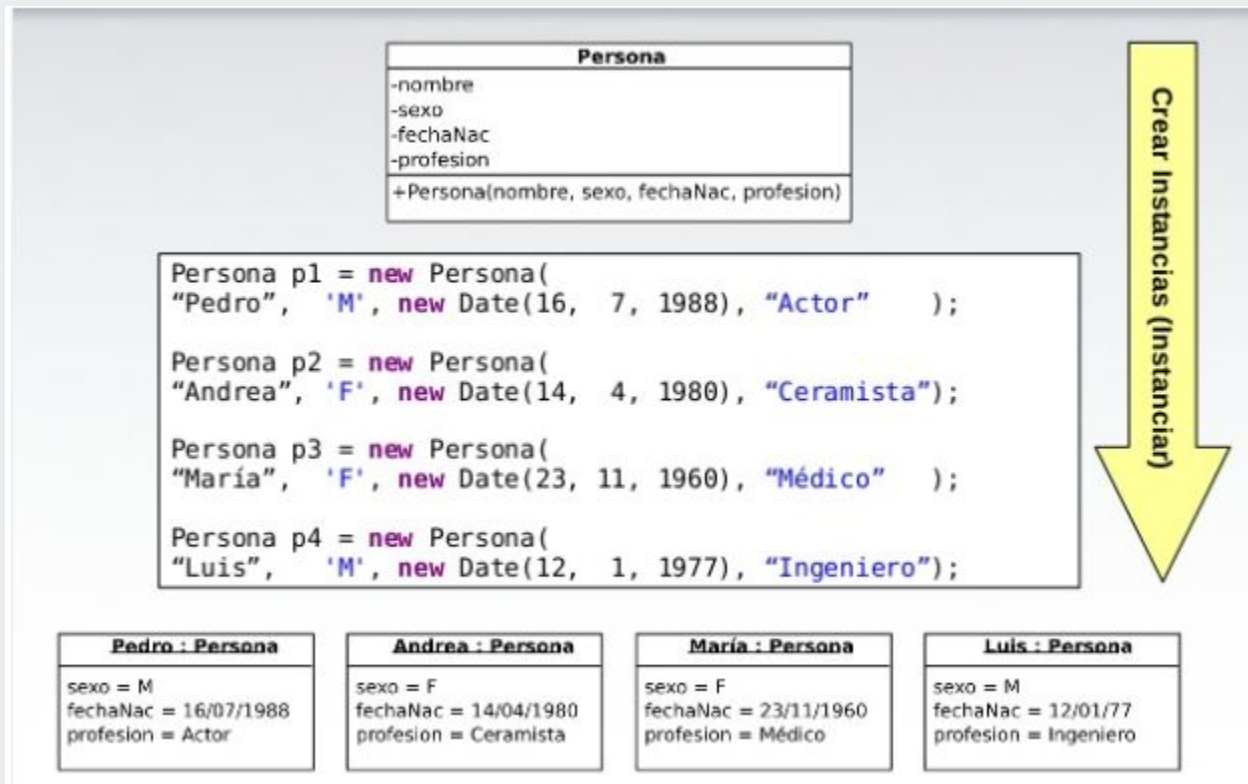 Persona
-nombre
-sexo
-fechaNac
-profesion
+Persona(nombre, sexo, fechaNac, profesion)
Crear Instancias (Instanciar)
Persona p1 = new Persona(
“Pedro”, 'M', new Date(16, 7, 1988), “Actor” );
Persona p2 = new Persona(
“Andrea”, 'F', new Date(14, 4, 1980), “Ceramista”);
Persona p3 = new Persona(
“María”, 'F', new Date(23, 11, 1960), “Médico” );
Persona p4 = new Persona(
“Luis”, 'M', new Date(12, 1, 1977), “Ingeniero”);
Pedro : Persona
sexo = M
fechaNac = 16/07/1988
profesion = Actor
Andrea : Persona
sexo = F
fechaNac = 14/04/1980
profesion = Ceramista
María : Persona
sexo = F
fechaNac = 23/11/1960
profesion = Médico
Luis : Persona
sexo = M
fechaNac = 12/01/77
profesion = Ingeniero